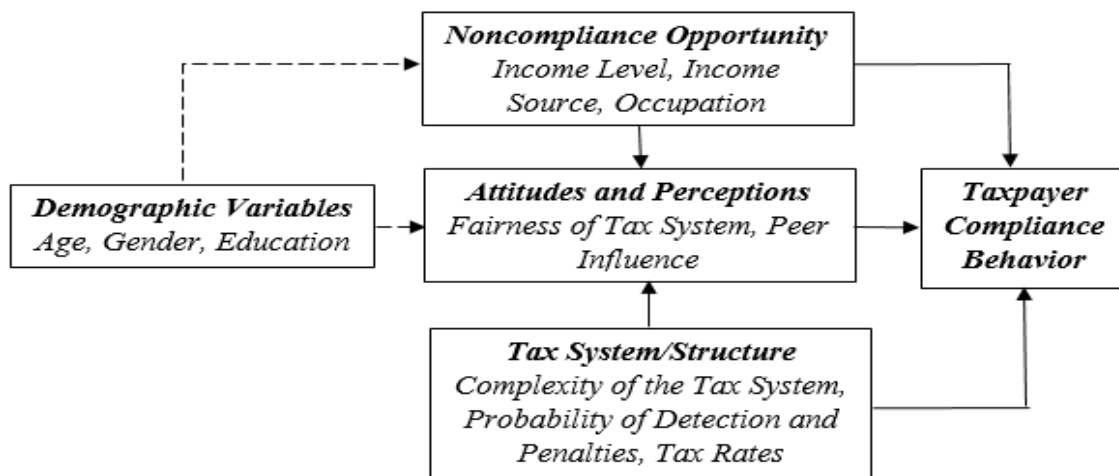 Noncompliance Opportunity
Income Level, Income
Source, Occupation
Demographic Variables
Age, Gender, Education
Attitudes and Perceptions
Fairness of Tax System, Peer
Influence
Taxpayer
Compliance
Behavior
Tax System/Structure
Complexity of the Tax System,
Probability of Detection and
Penalties, Tax Rates